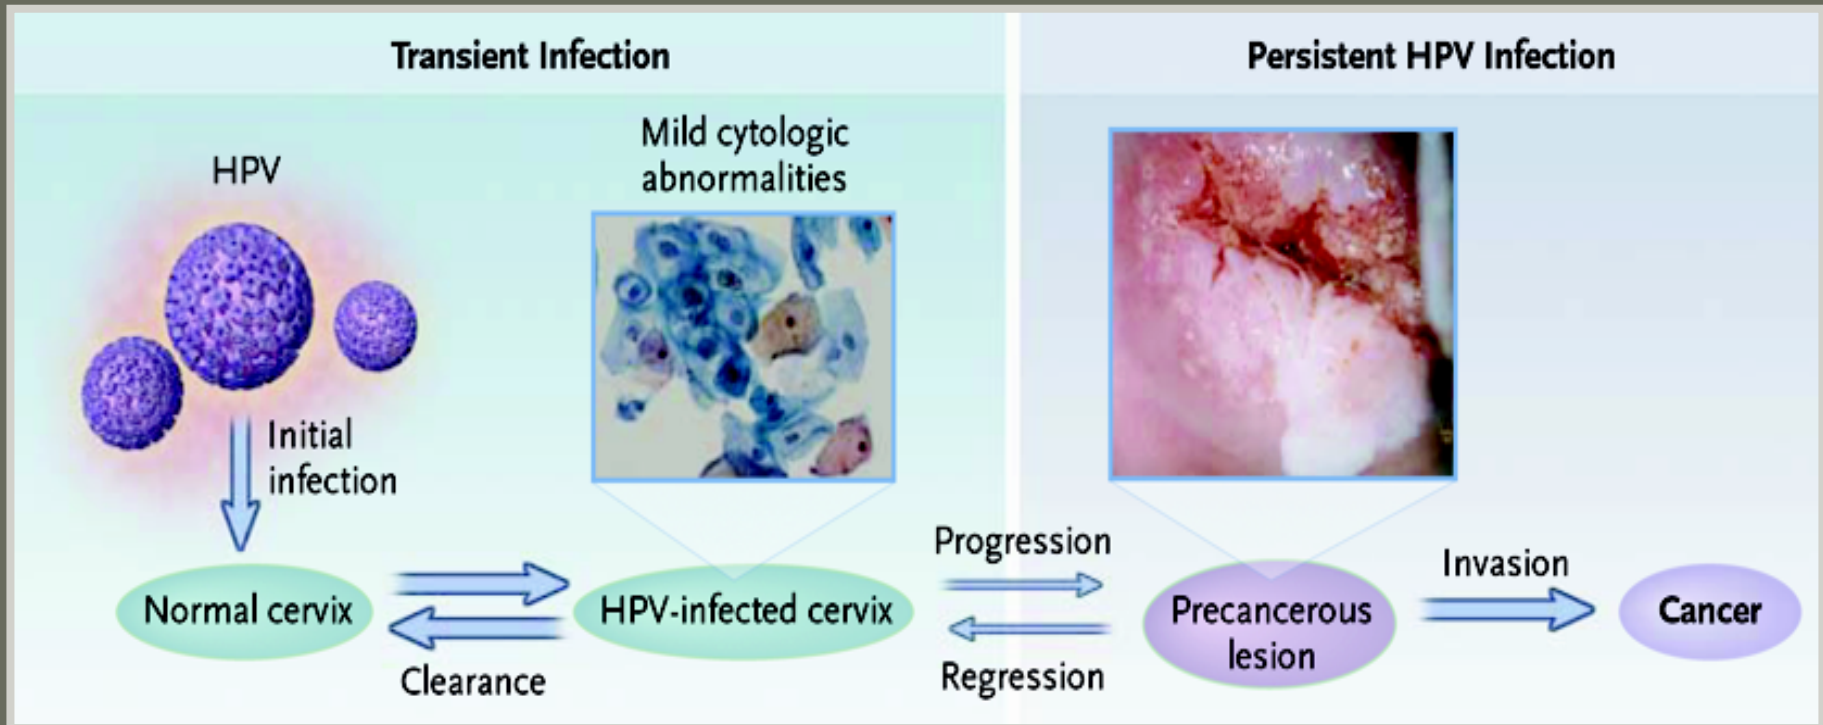 Transient Infection
Persistent HPV Infection
HPV
Mild cytologic
abnormalities
Initial
infection
Normal cervix
Clearance
HPV-infected cervix
Progression
Regression
Precancerous
lesion
Invasion
Cancer